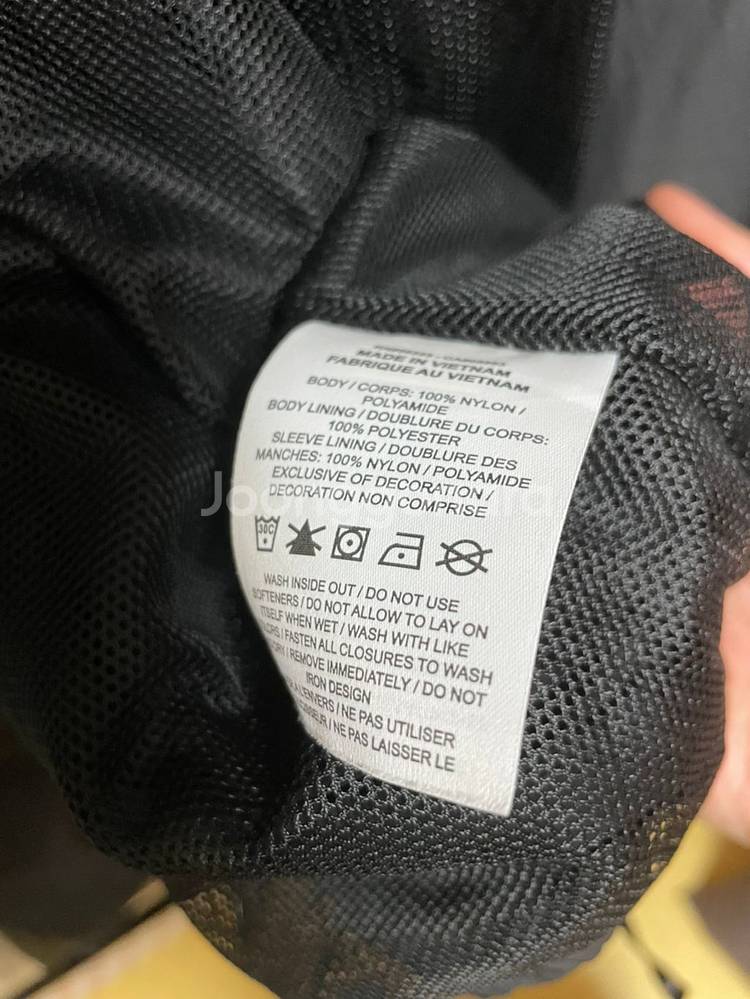 MADE IN VIETNAM
FABRIQUE AU VIETNAM
BODY / CORPS: 100% NYLON /
POLYAMIDE
BODY LINING / DOUBLURE DU CORPS:
100% POLYESTER
SLEEVE LINING / DOUBLURE DES
MANCHES: 100% NYLON / POLYAMIDE
EXCLUSIVE OF DECORATION /
DECORATION NON COMPRISE
30C
WASH INSIDE OUT / DO NOT USE
SOFTENERS / DO NOT ALLOW TO LAY ON
ITSELF WHEN WET / WASH WITH LIKE
/ FASTEN ALL CLOSURES TO WASH
/ REMOVE IMMEDIATELY / DO NOT
IRON DESIGN
L'ENVERS / NE PAS UTILISER
/ NE PAS LAISSER LE